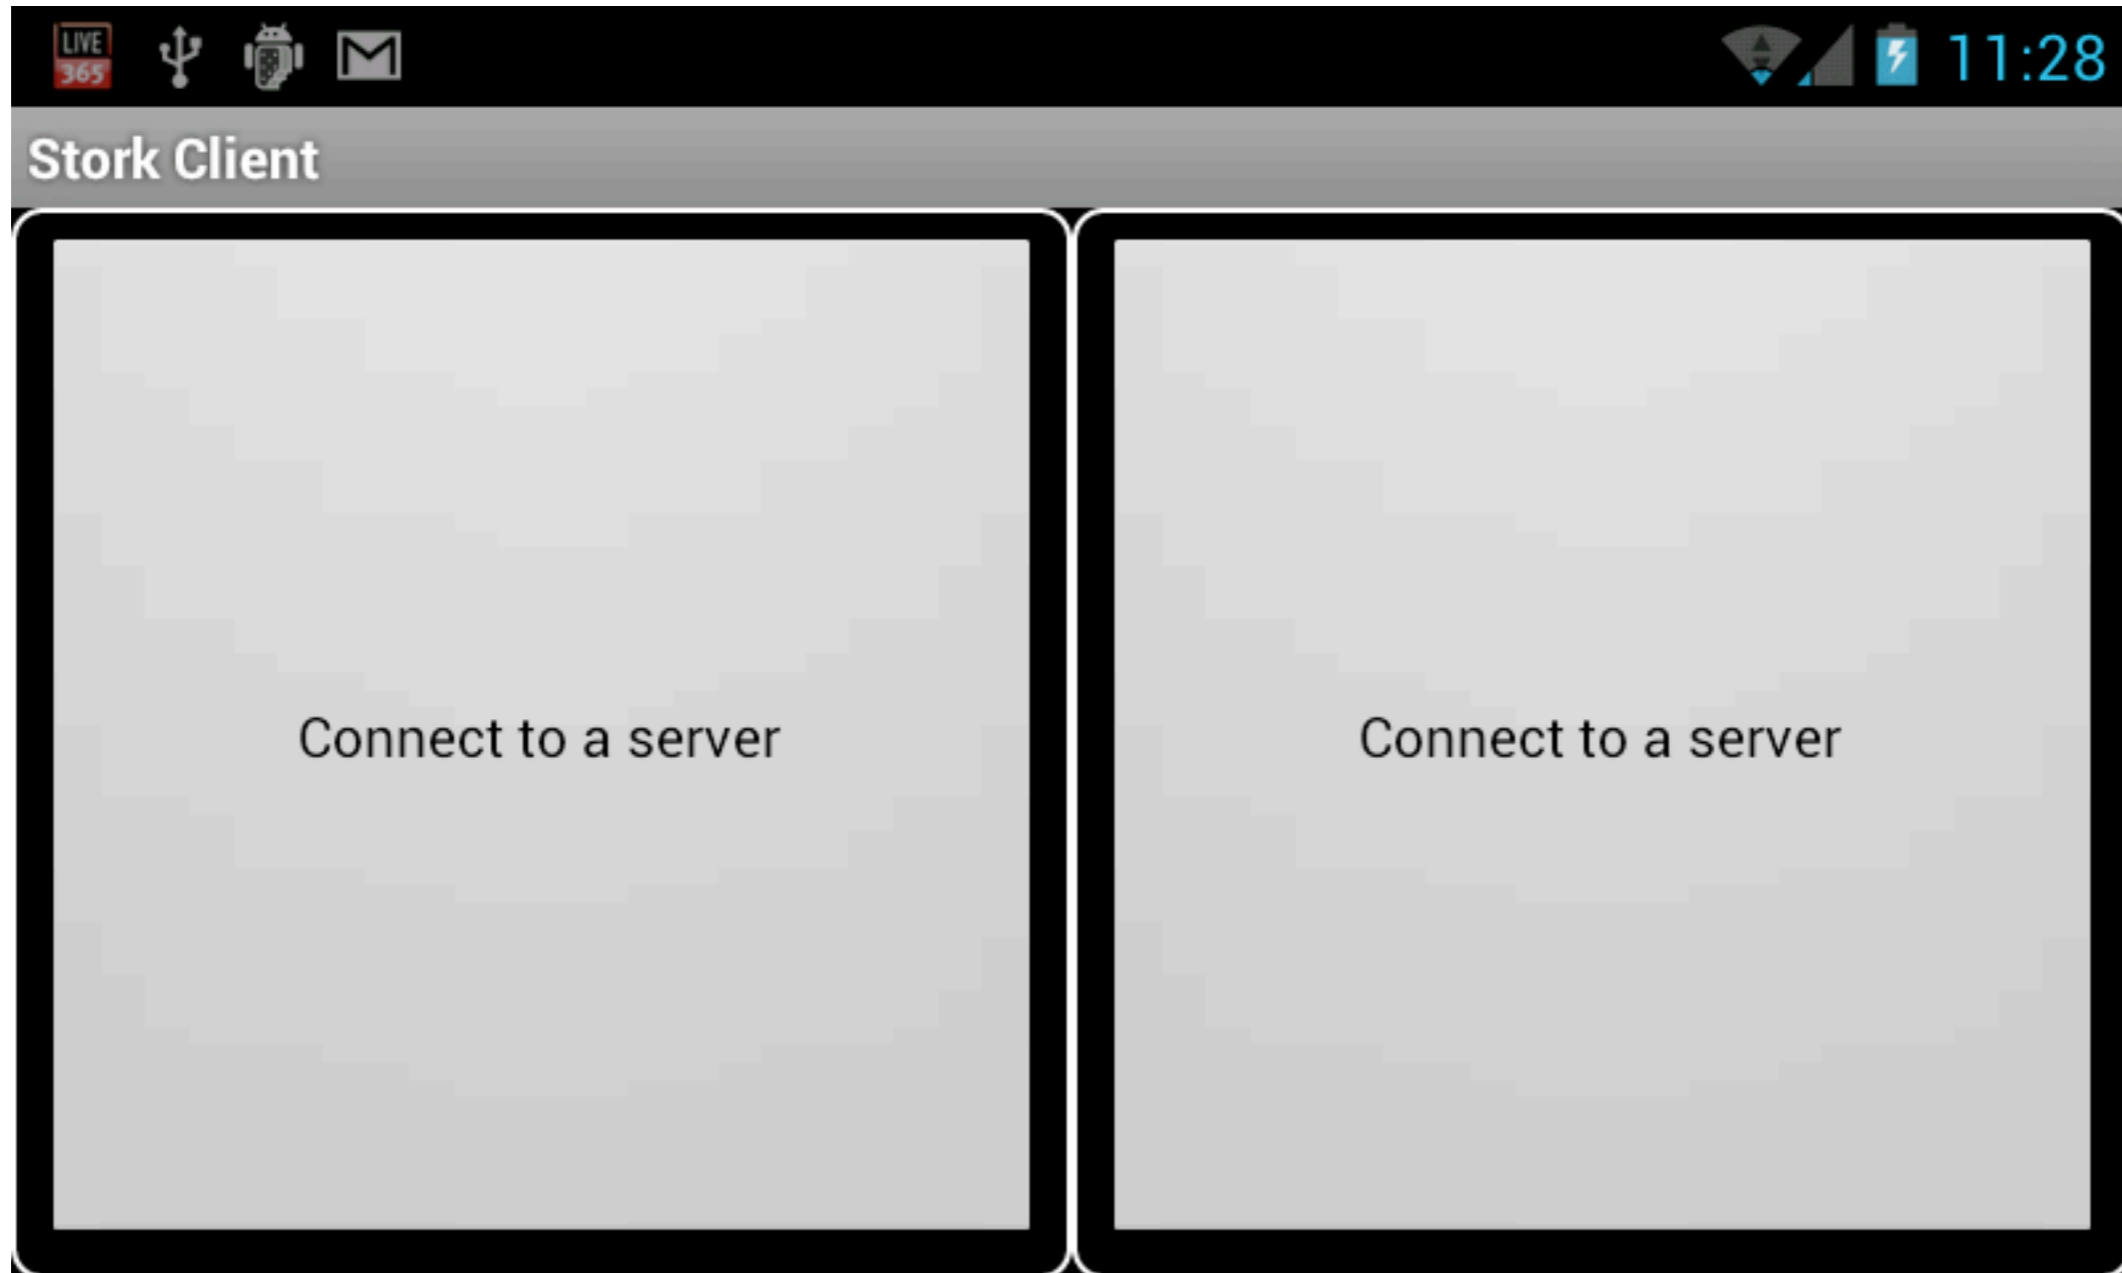 LIVE
365
11:28
Stork Client
Connect to a server
Connect to a server